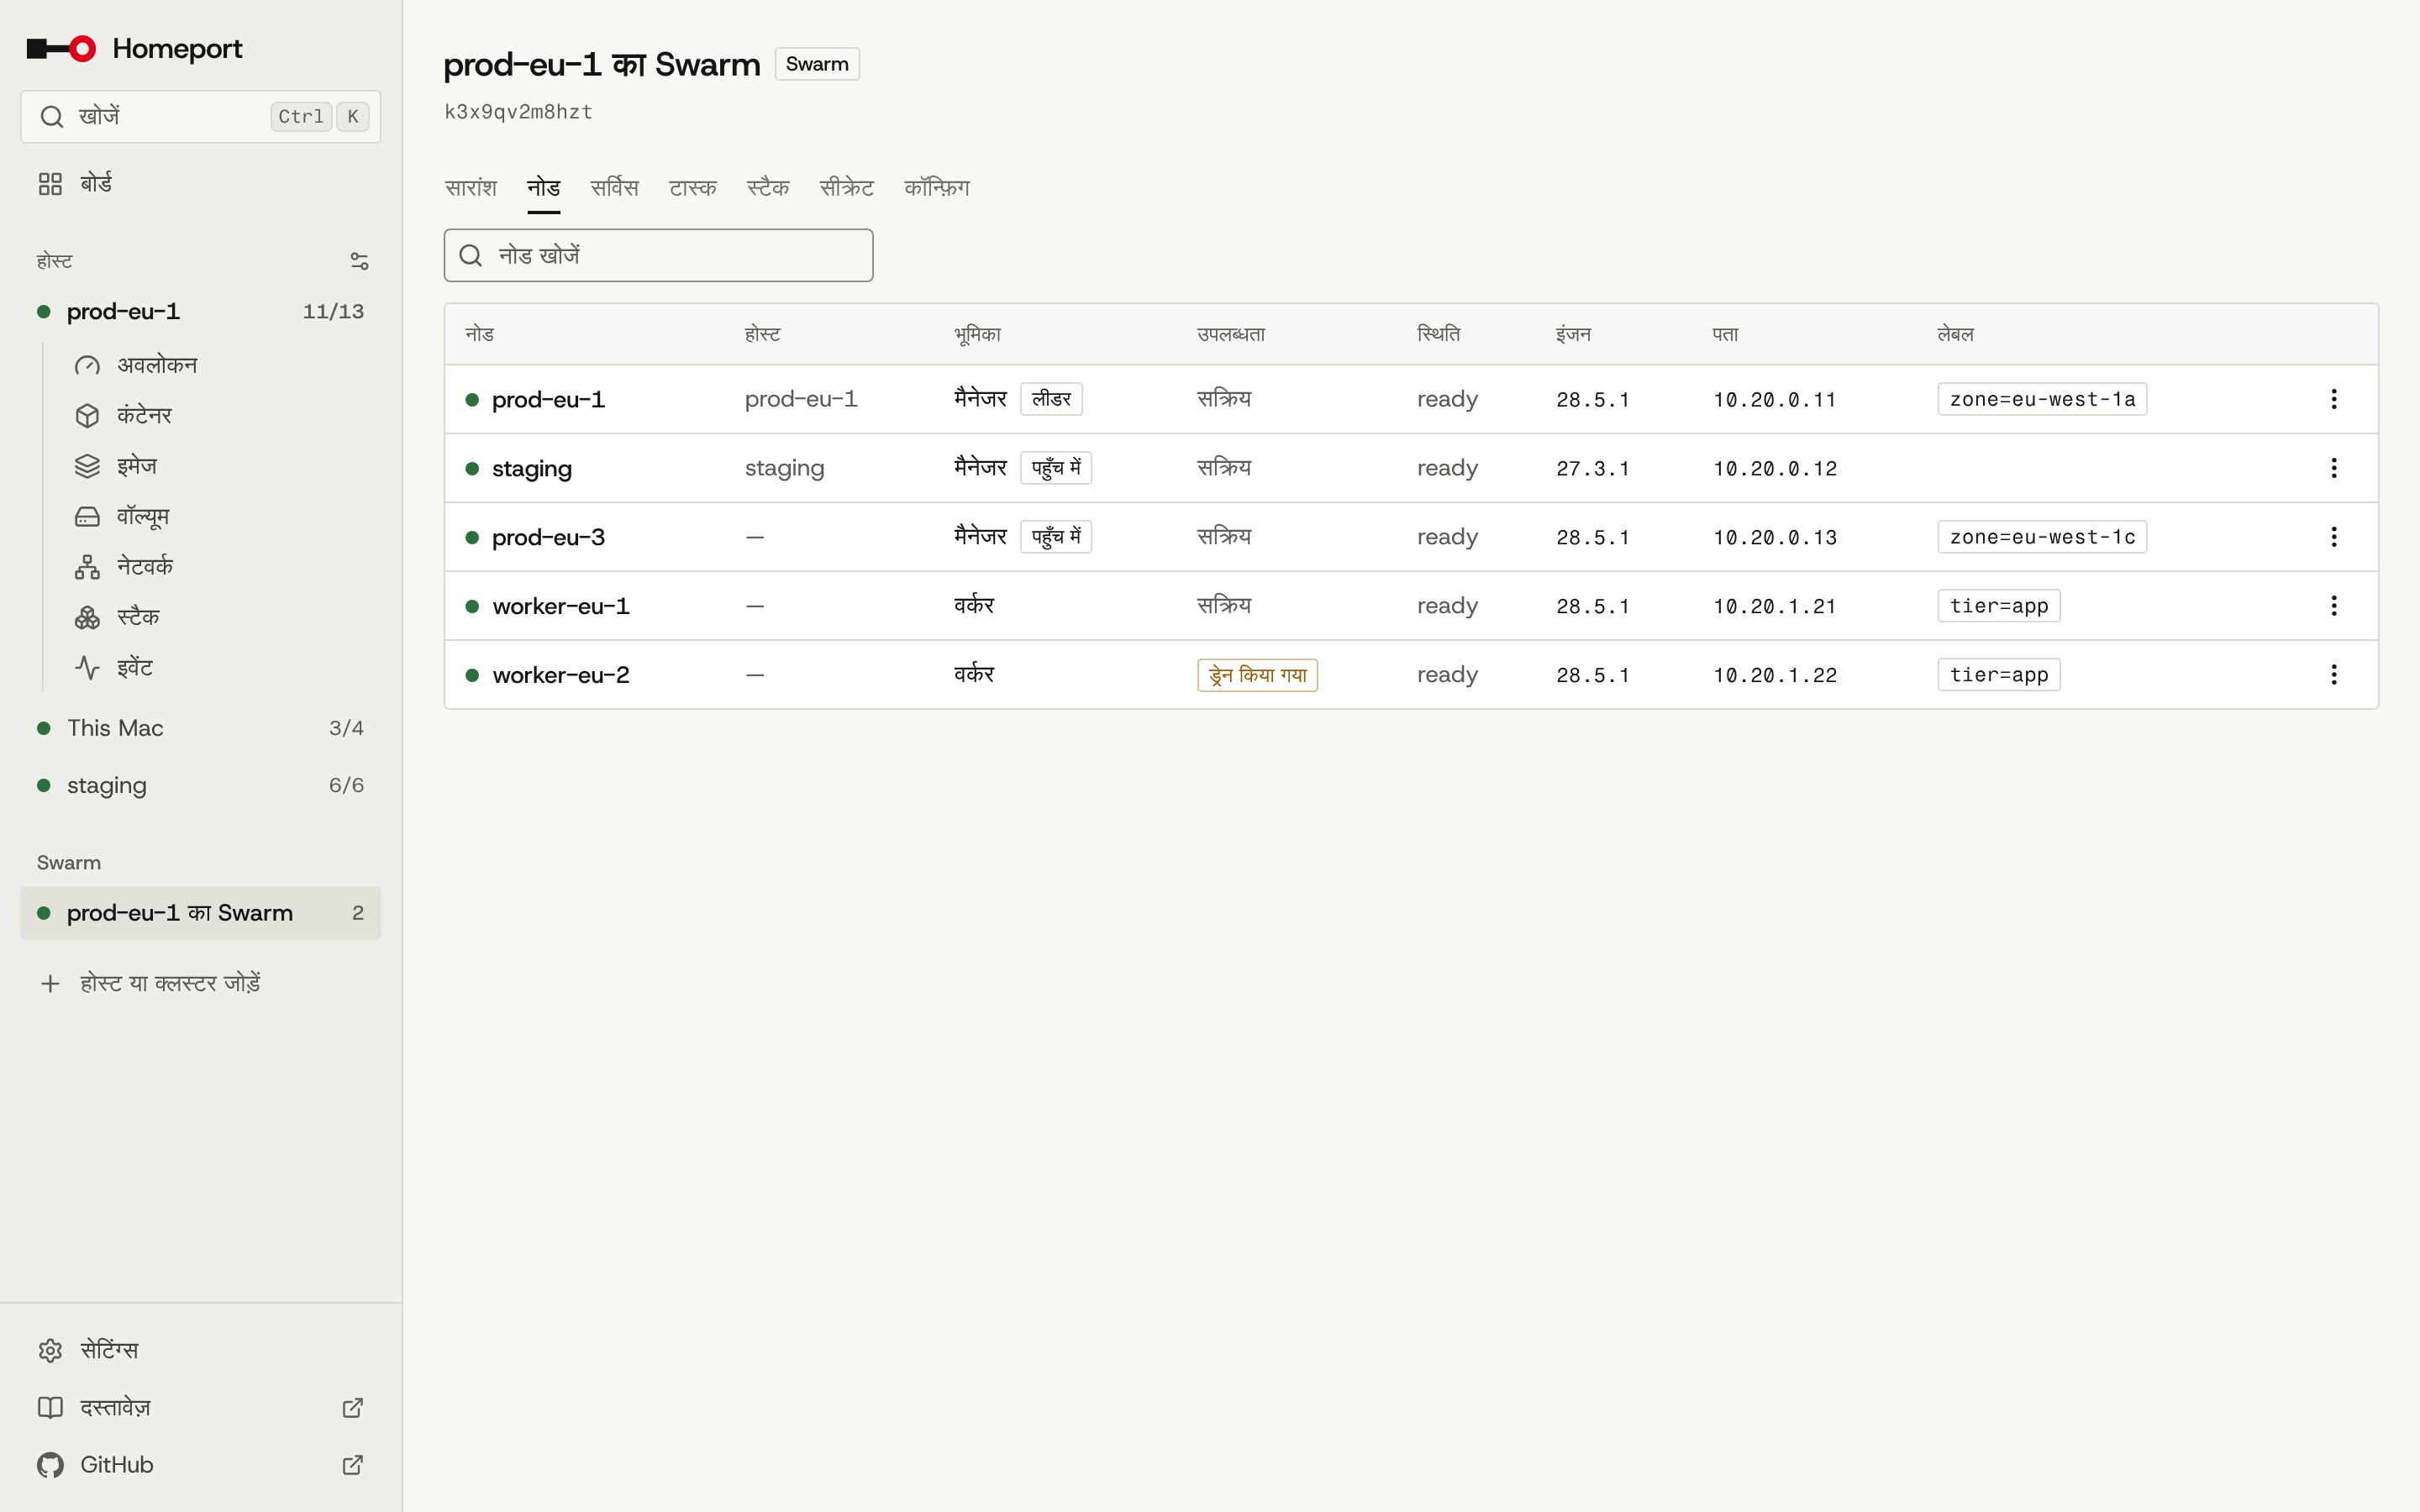 Homeport
खोजें Ctrl K
बोर्ड
होस्ट
prod-eu-1 11/13
अवलोकन
कंटेनर
इमेज
वॉल्यूम
नेटवर्क
स्टैक
इवेंट
This Mac 3/4
staging 6/6
Swarm
prod-eu-1 का Swarm 2
होस्ट या क्लस्टर जोड़ें
सेटिंग्स
दस्तावेज़
GitHub
prod-eu-1 का Swarm Swarm
k3x9qv2m8hzt
सारांश नोड सर्विस टास्क स्टैक सीक्रेट कॉन्फ़िग
नोड खोजें
नोड होस्ट भूमिका उपलब्धता स्थिति इंजन पता लेबल
prod-eu-1 prod-eu-1 मैनेजर लीडर सक्रिय ready 28.5.1 10.20.0.11 zone=eu-west-1a
staging staging मैनेजर पहुँच में सक्रिय ready 27.3.1 10.20.0.12
prod-eu-3 — मैनेजर पहुँच में सक्रिय ready 28.5.1 10.20.0.13 zone=eu-west-1c
worker-eu-1 — वर्कर सक्रिय ready 28.5.1 10.20.1.21 tier=app
worker-eu-2 — वर्कर ड्रेन किया गया ready 28.5.1 10.20.1.22 tier=app